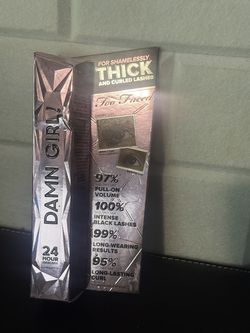 DAMN GIRL!
24
HOUR
FOR SHAMELESSLY
THICK
AND CURLED LASHES
Too Faced
97%
FULL-ON
VOLUME
100%
INTENSE
BLACK LASHES
99%
LONG-WEARING
RESULTS
95%
LONG-LASTING
CURL